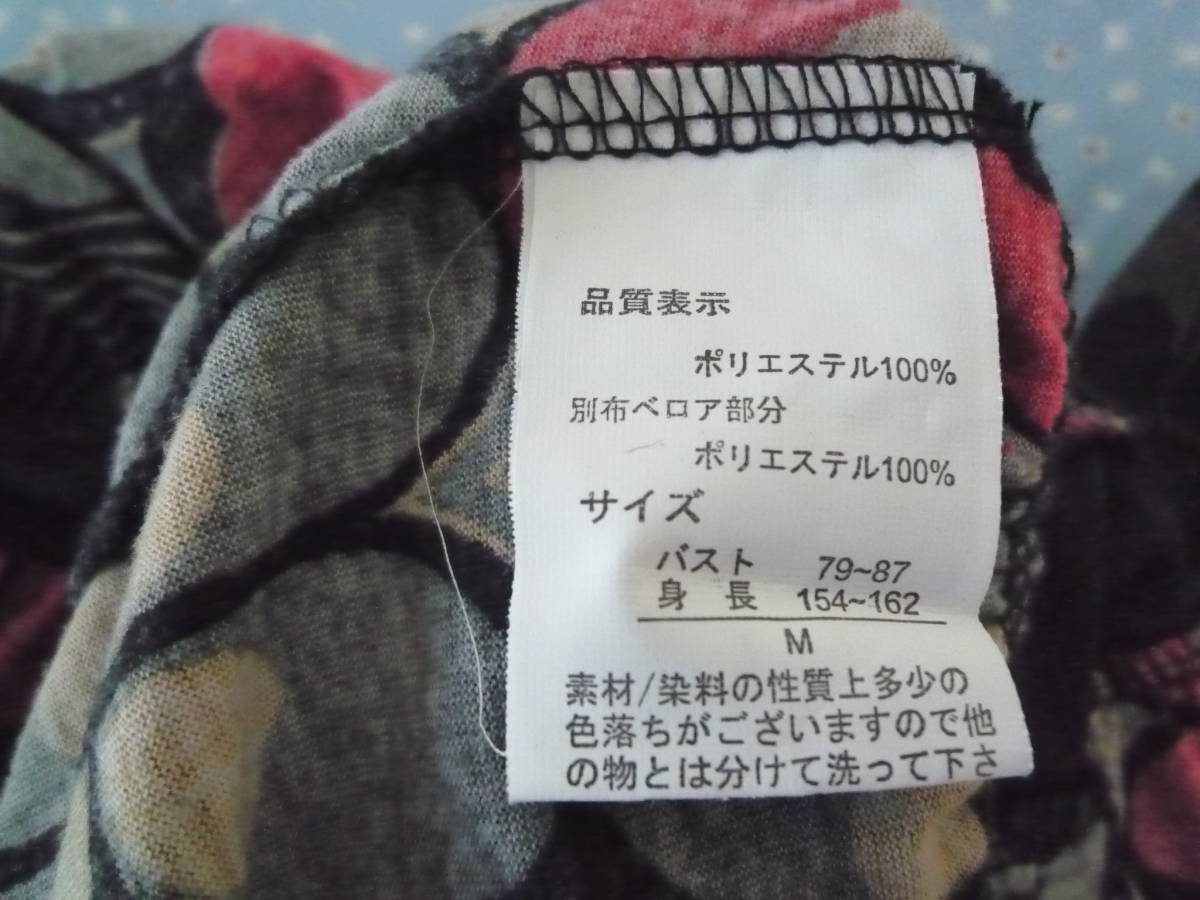 品質表示
ポリエステル100%
別布ベロア部分
ポリエステル100%
サイズ
バスト 79~87
身 長 154~162
M
素材/染料の性質上多少の
色落ちがございますので他
の物とは分けて洗って下さ